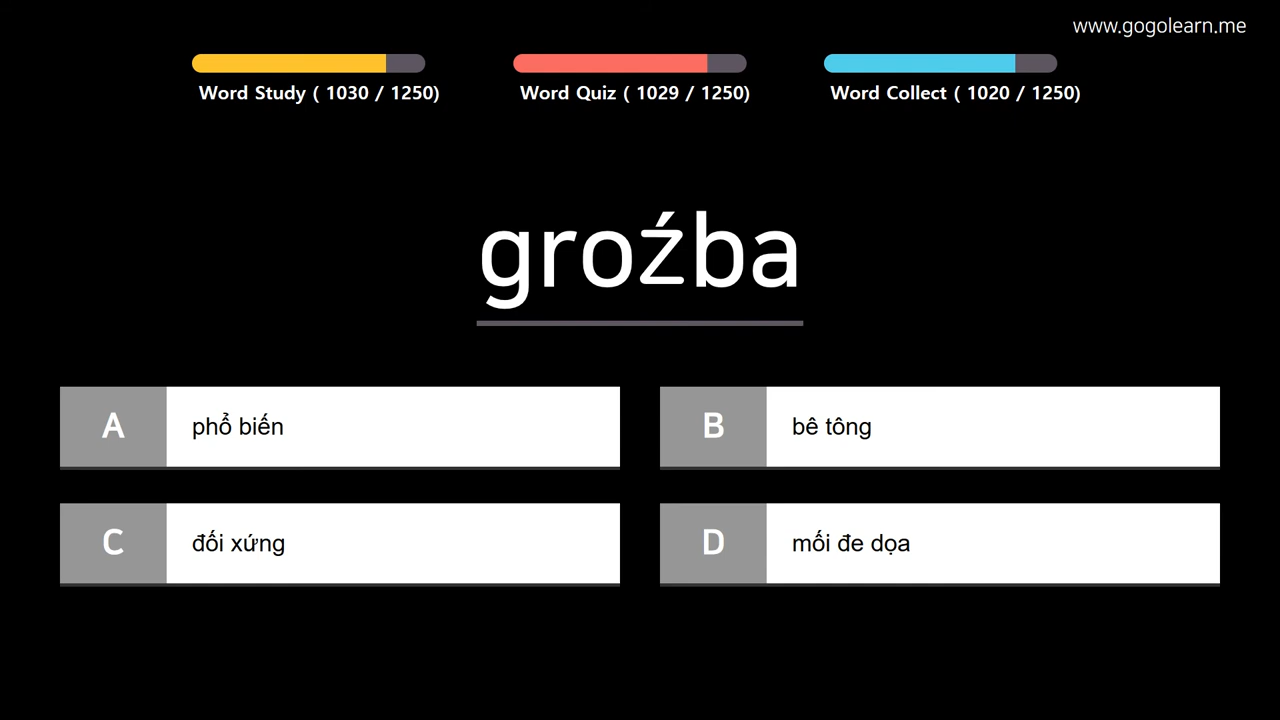 www.gogolearn.me
Word Study ( 1030 / 1250)
Word Quiz ( 1029 / 1250)
Word Collect ( 1020 / 1250)
groźba
A phổ biến
B bê tông
C đối xứng
D mối đe dọa